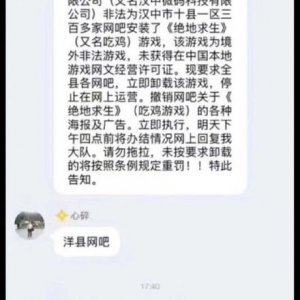 限公司（又名汉中微码科技有限
公司）非法为汉中市十县一区三
百多家网吧安装了《绝地求生》
（又名吃鸡）游戏，该游戏为境
外非法游戏，未获得在中国本地
游戏网文经营许可证。现要求全
县各网吧，立即卸载该游戏，停
止在网上运营。撤销网吧关于《
绝地求生》（吃鸡游戏）的各种
海报及广告。立即执行，明天下
午四点前将办结情况网上回复我
大队。请勿拖拉，未按要求卸载
的将按照条例规定重罚！！特此
告知。
心碎
洋县网吧
17:40